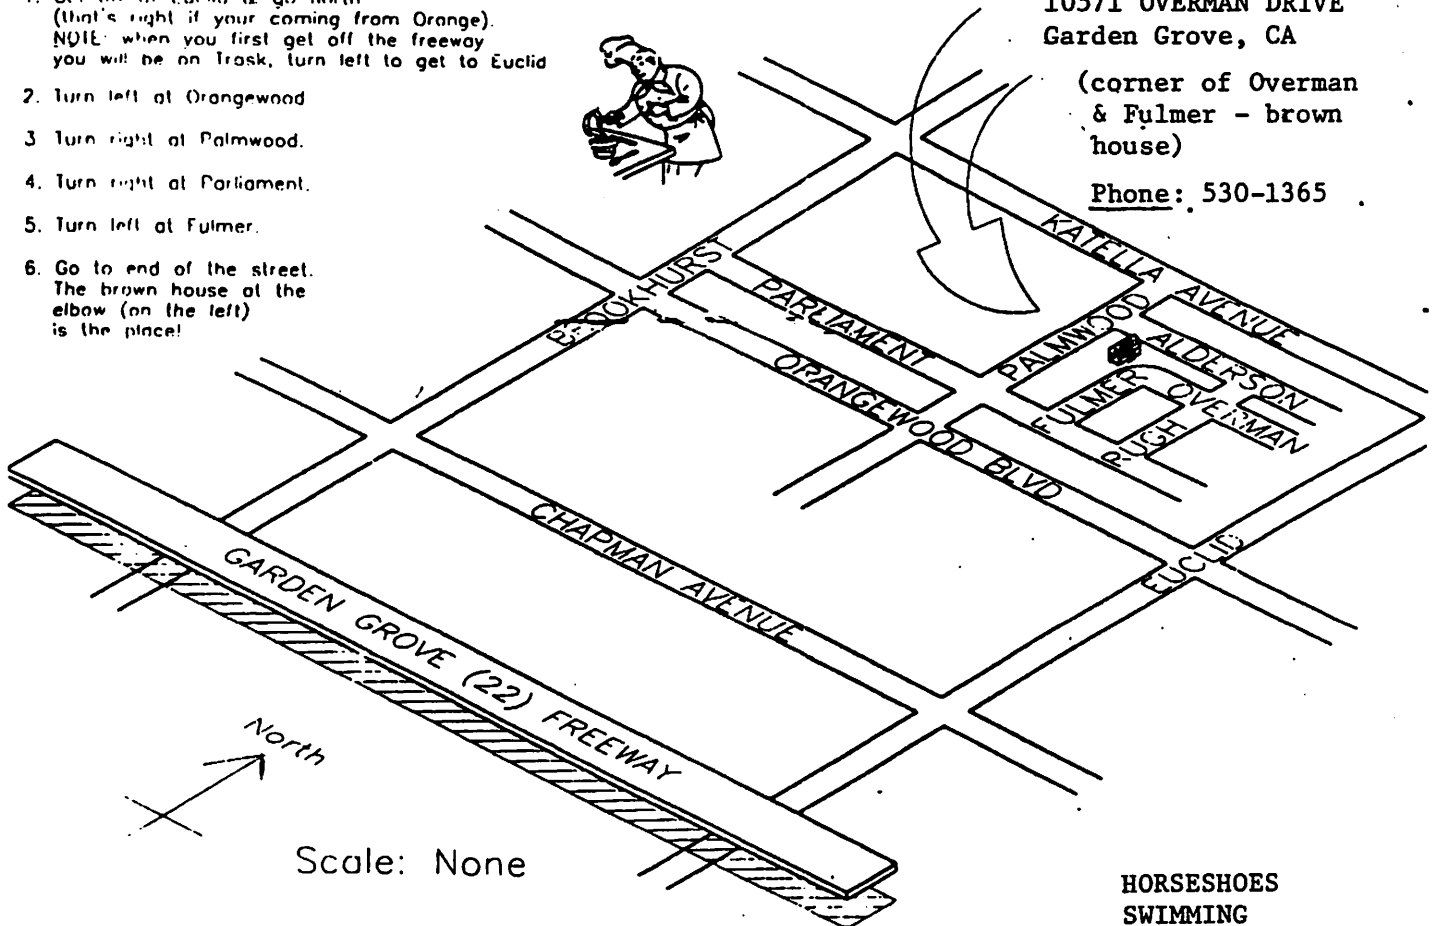 (that's right if your coming from Orange).
NOTE: when you first get off the freeway
you will be on Trask, turn left to get to Euclid
2. Turn left at Orangewood
3 Turn right at Palmwood.
4. Turn right at Parliament.
5. Turn left at Fulmer.
6. Go to end of the street.
The brown house at the
elbow (on the left)
is the place!
10371 OVERMAN DRIVE
Garden Grove, CA
(corner of Overman
& Fulmer - brown
house)
Phone: 530-1365
KATELLA AVENUE
BROOKHURST
PARLIAMENT
PALMWOOD
ALDERSON
FULMER
OVERMAN
PUGH
ORANGEWOOD BLVD
EUCLID
CHAPMAN AVENUE
GARDEN GROVE (22) FREEWAY
North
Scale: None
HORSESHOES
SWIMMING